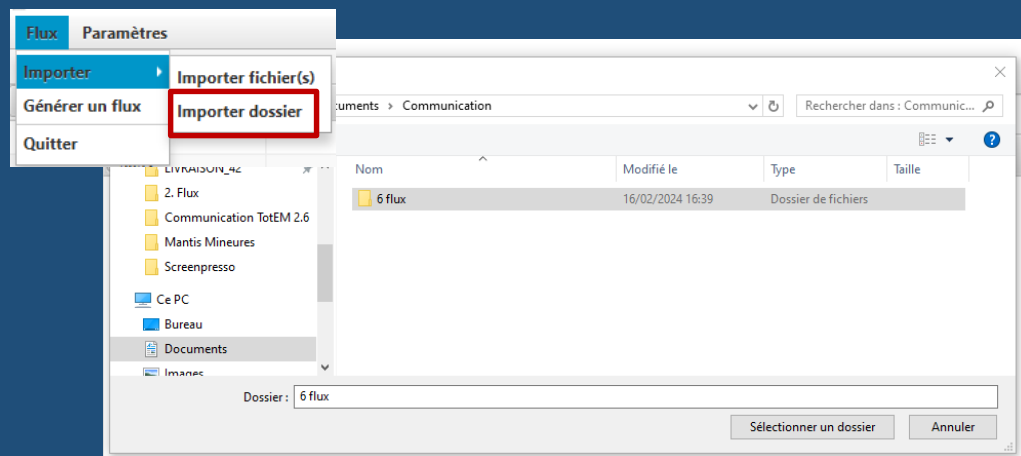 Flux Paramètres
Importer Importer fichier(s)
Générer un flux Importer dossier
Quitter
uments > Communication
Rechercher dans : Communic...
Nom Modifié le Type Taille
6 flux 16/02/2024 16:39 Dossier de fichiers
LIVRAISON_42
2. Flux
Communication TotEM 2.6
Mantis Mineures
Screenpresso
Ce PC
Bureau
Documents
Images
Dossier : 6 flux
Sélectionner un dossier Annuler